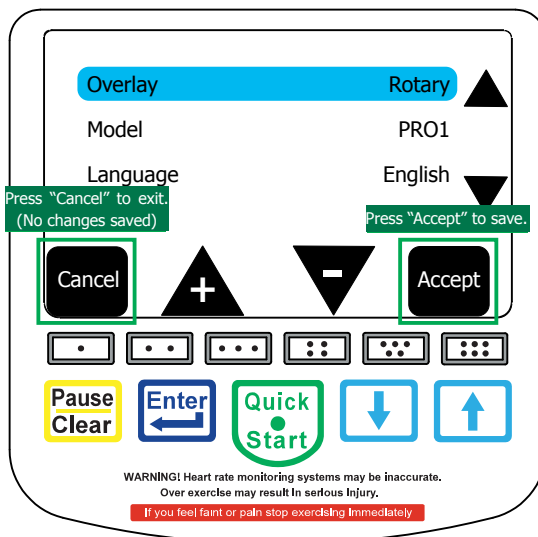 Overlay Rotary
Model PRO1
Language English
Press “Cancel” to exit.
(No changes saved)
Press “Accept” to save.
Cancel + - Accept
Pause
Clear
Enter
Quick
Start
WARNING! Heart rate monitoring systems may be inaccurate.
Over exercise may result in serious injury.
If you feel faint or pain stop exercising immediately